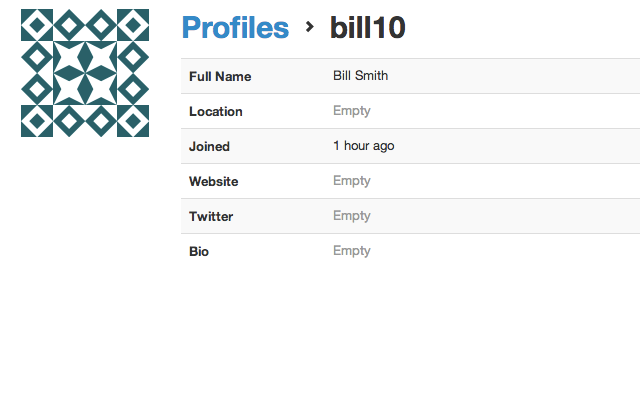 Profiles > bill10
Full Name Bill Smith
Location Empty
Joined 1 hour ago
Website Empty
Twitter Empty
Bio Empty